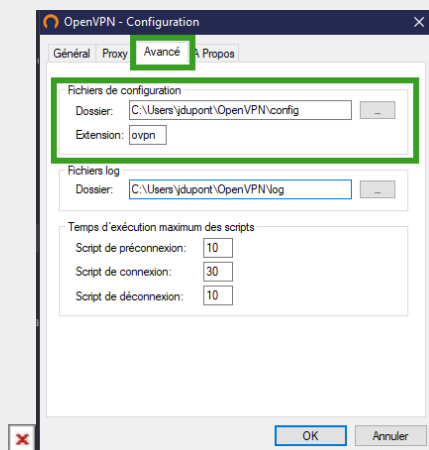 OpenVPN - Configuration
Général Proxy Avancé À Propos
Fichiers de configuration
Dossier: C:\Users\jdupont\OpenVPN\config ...
Extension: ovpn
Fichiers log
Dossier: C:\Users\jdupont\OpenVPN\log ...
Temps d'exécution maximum des scripts
Script de préconnexion: 10
Script de connexion: 30
Script de déconnexion: 10
OK Annuler